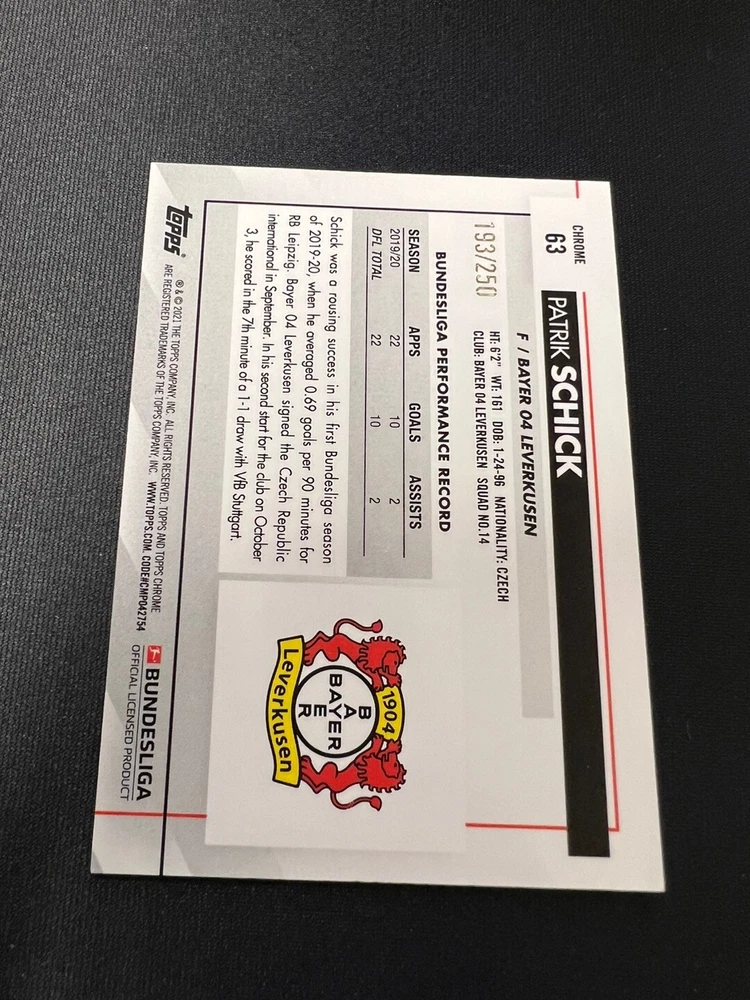 CHROME
63
PATRIK SCHICK
F / BAYER 04 LEVERKUSEN
HT: 6'2" WT: 161 DOB: 1-24-96 NATIONALITY: CZECH
CLUB: BAYER 04 LEVERKUSEN SQUAD NO.14
193/250
BUNDESLIGA PERFORMANCE RECORD
SEASON APPS GOALS ASSISTS
2019/20 22 10 2
DFL TOTAL 22 10 2
Schick was a rousing success in his first Bundesliga season
of 2019-20, when he averaged 0.69 goals per 90 minutes for
RB Leipzig. Bayer 04 Leverkusen signed the Czech Republic
international in September. In his second start for the club on October
3, he scored in the 7th minute of a 1-1 draw with VfB Stuttgart.
1904
BAYER
BAYER
Leverkusen
topps®
® & © 2021 THE TOPPS COMPANY, INC. ALL RIGHTS RESERVED. TOPPS AND TOPPS CHROME
ARE REGISTERED TRADEMARKS OF THE TOPPS COMPANY, INC. WWW.TOPPS.COM. CODE#CMP042754
BUNDESLIGA
OFFICIAL LICENSED PRODUCT